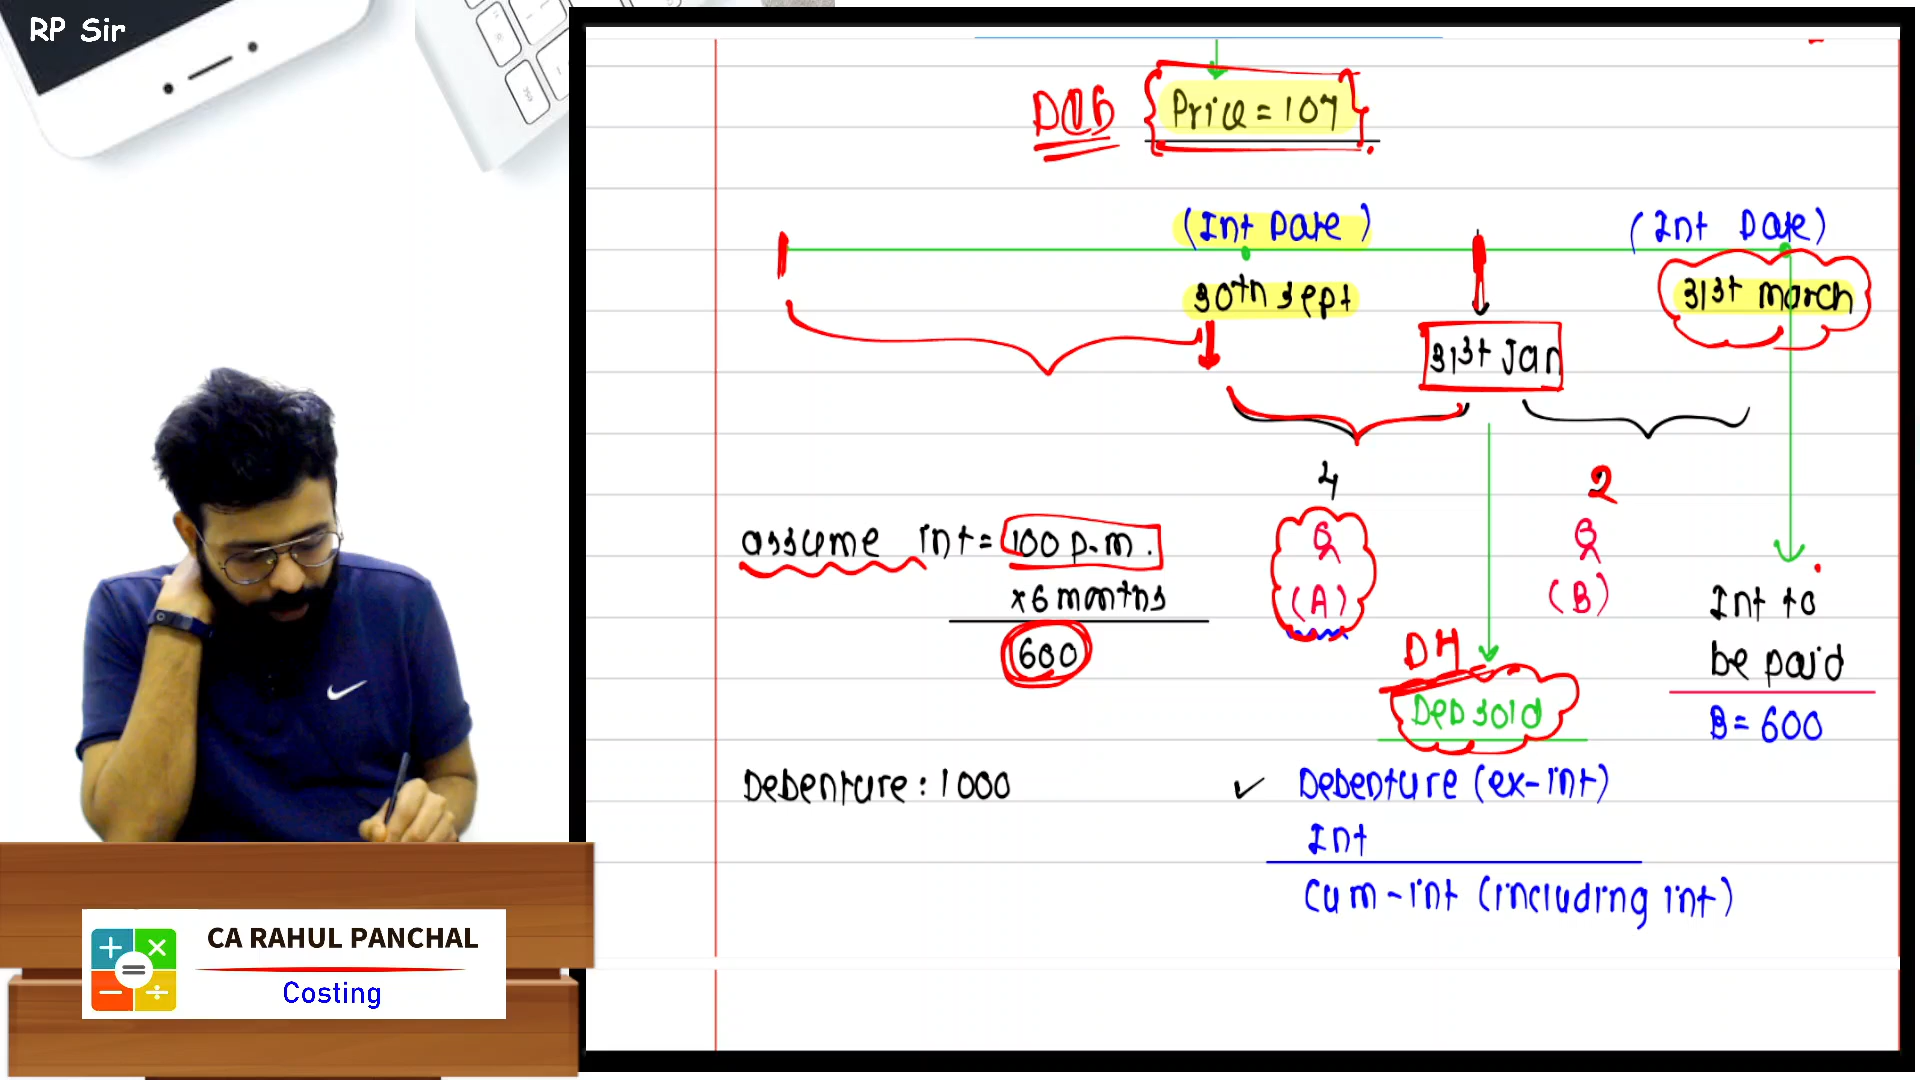 RP Sir
Price = 107
(Int Date)
(Int Date)
30th Sept
31st March
31st Jan
4
2
assume int = 100 p.m.
x 6 months
600
(A)
(B)
Int to
be paid
B = 600
DH
Deb sold
Debenture : 1000
✓ Debenture (ex-int)
Int
Cum-int (including int)
+ ×
=
− ÷
CA RAHUL PANCHAL
Costing